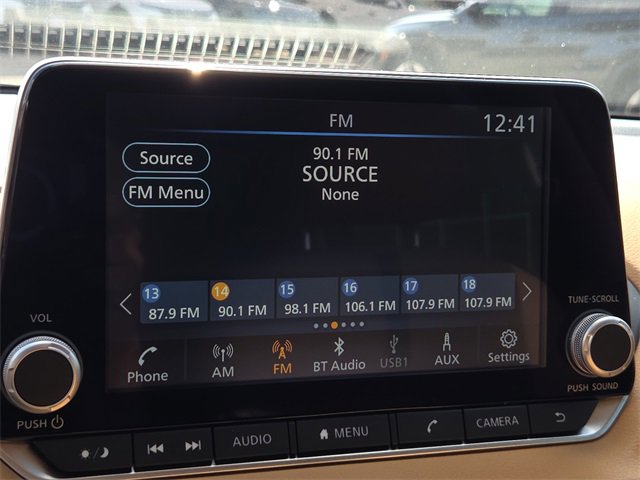 FM
12:41
Source
90.1 FM
SOURCE
FM Menu
None
13
87.9 FM
14
90.1 FM
15
98.1 FM
16
106.1 FM
17
107.9 FM
18
107.9 FM
Phone
AM
FM
BT Audio
USB1
AUX
Settings
VOL
PUSH
TUNE-SCROLL
PUSH SOUND
AUDIO
MENU
CAMERA